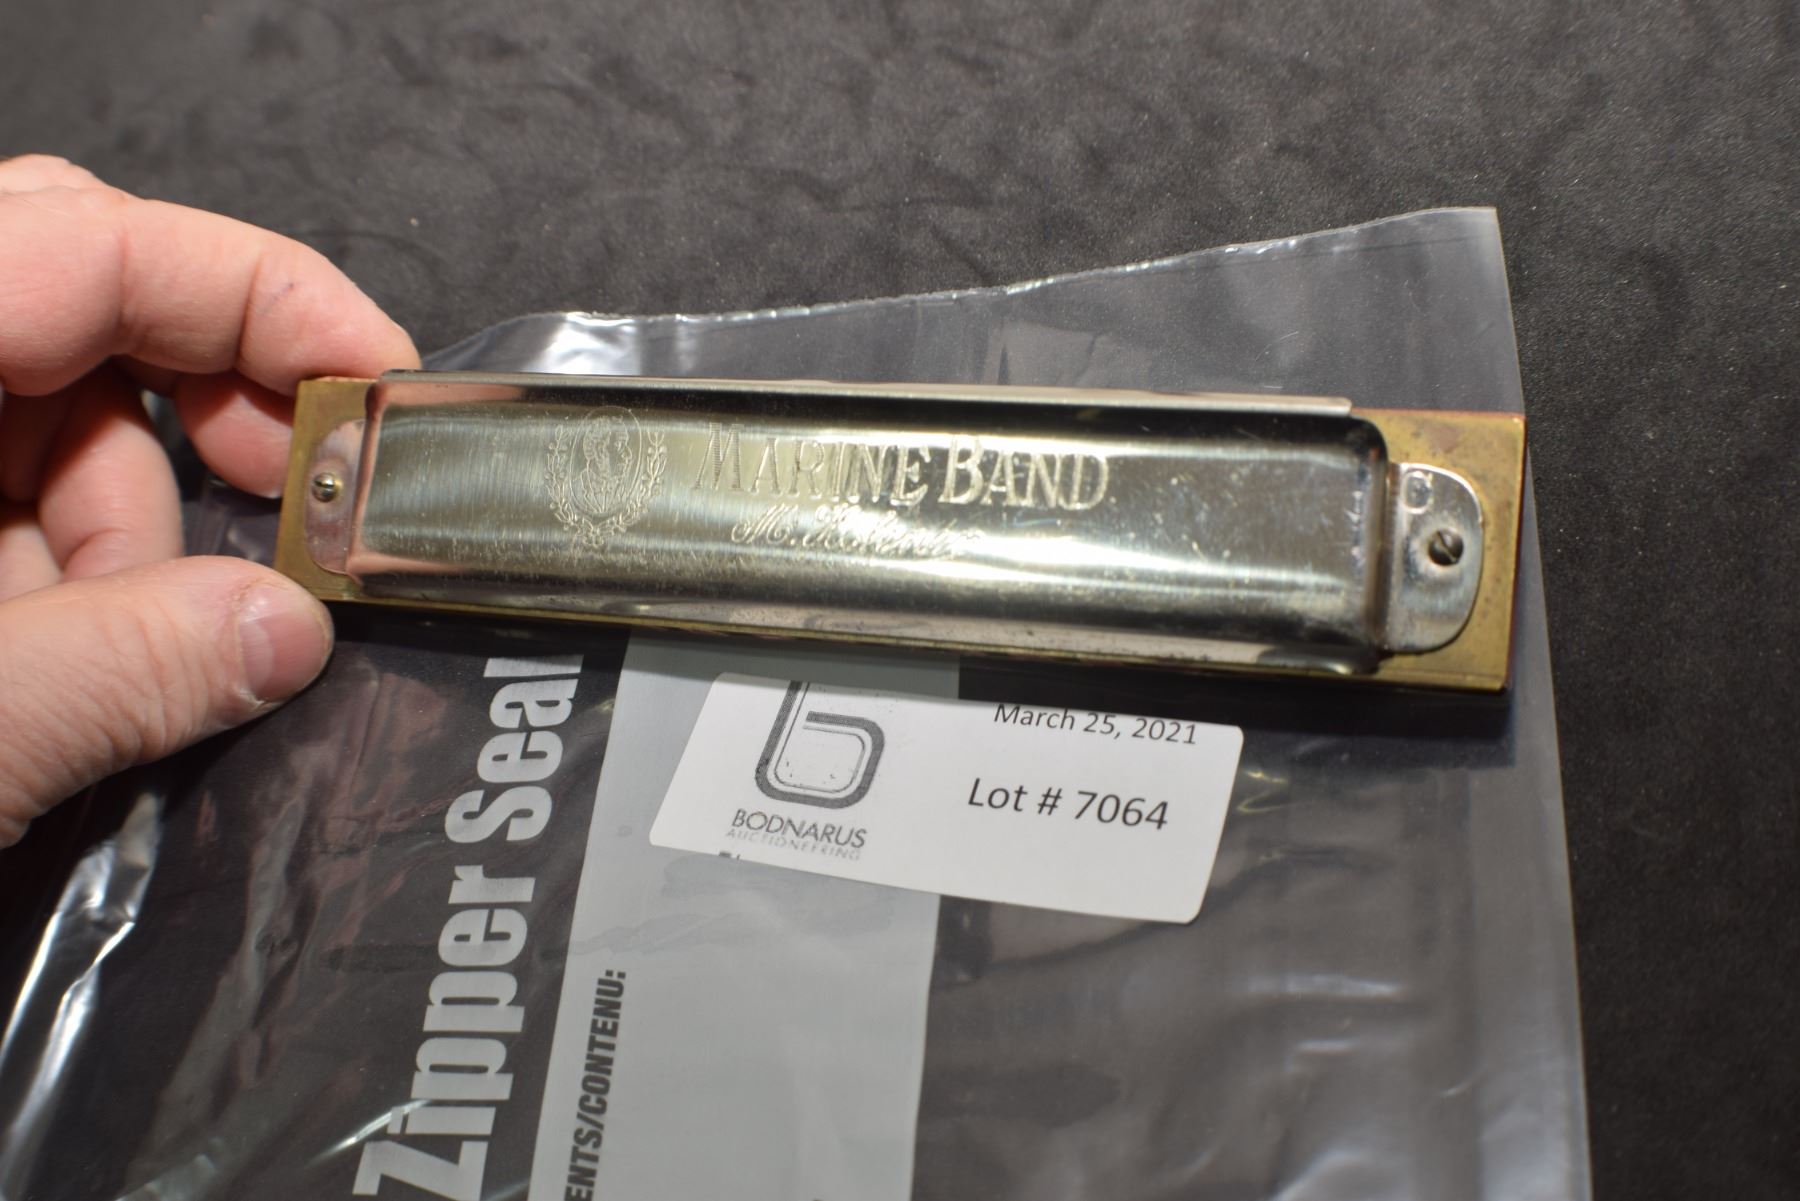 MARINE BAND
M. Hohner
C
March 25, 2021
Lot # 7064
BODNARUS
AUCTIONEERING
Zipper Seal
ENTS/CONTENU: